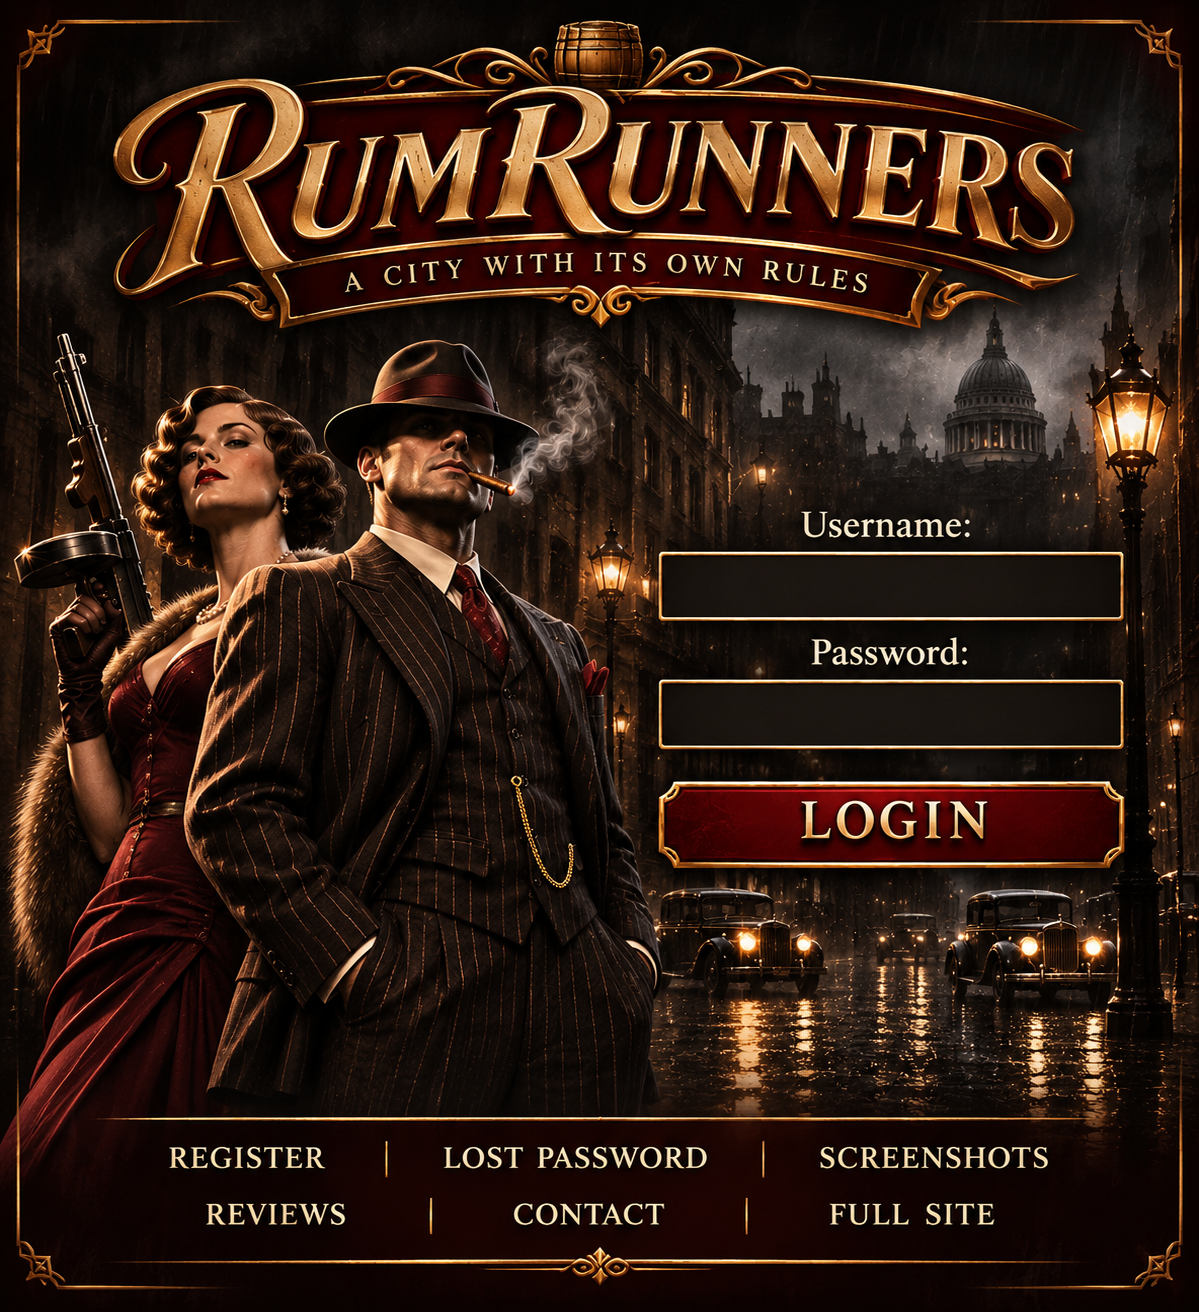 RUMRUNNERS
A CITY WITH ITS OWN RULES
Username:
Password:
LOGIN
REGISTER | LOST PASSWORD | SCREENSHOTS
REVIEWS | CONTACT | FULL SITE